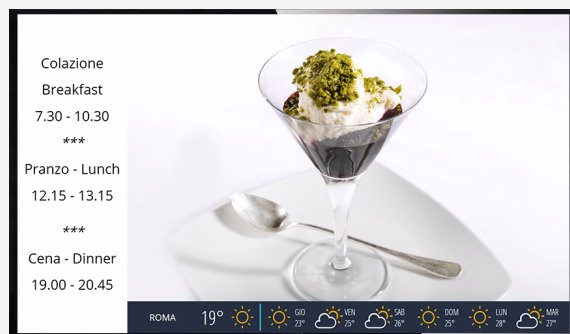 Colazione
Breakfast
7.30 - 10.30
***
Pranzo - Lunch
12.15 - 13.15
***
Cena - Dinner
19.00 - 20.45
ROMA 19° GIO 23° VEN 25° SAB 26° DOM 25° LUN 28° MAR 27°